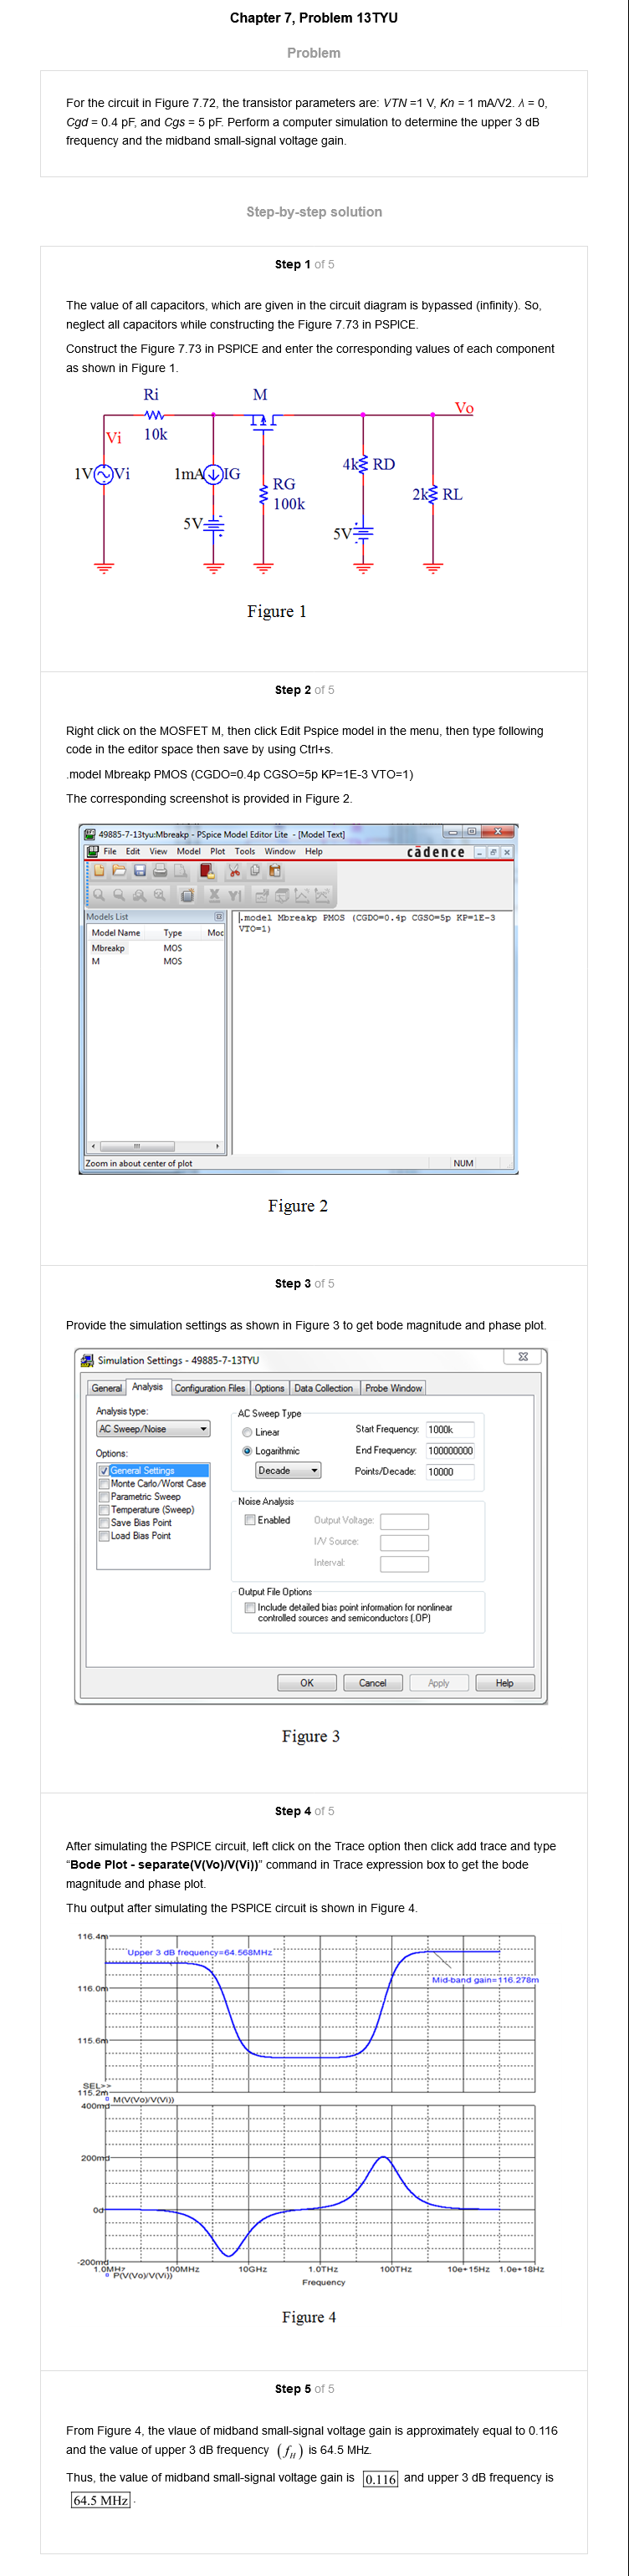 Chapter 7, Problem 13TYU
Problem
For the circuit in Figure 7.72, the transistor parameters are: VTN =1 V, Kn = 1 mA/V2. λ = 0,
Cgd = 0.4 pF, and Cgs = 5 pF. Perform a computer simulation to determine the upper 3 dB
frequency and the midband small-signal voltage gain.
Step-by-step solution
Step 1 of 5
The value of all capacitors, which are given in the circuit diagram is bypassed (infinity). So,
neglect all capacitors while constructing the Figure 7.73 in PSPICE.
Construct the Figure 7.73 in PSPICE and enter the corresponding values of each component
as shown in Figure 1.
Ri M
Vo
Vi 10k
4k RD
1V Vi 1mA IG
RG
100k
2k RL
5V
5V
Figure 1
Step 2 of 5
Right click on the MOSFET M, then click Edit Pspice model in the menu, then type following
code in the editor space then save by using Ctrl+s.
.model Mbreakp PMOS (CGDO=0.4p CGSO=5p KP=1E-3 VTO=1)
The corresponding screenshot is provided in Figure 2.
49885-7-13tyu:Mbreakp - PSpice Model Editor Lite - [Model Text]
File Edit View Model Plot Tools Window Help cādence
Models List
Model Name Type Moc
Mbreakp MOS
M MOS
.model Mbreakp PMOS (CGDO=0.4p CGSO=5p KP=1E-3
VTO=1)
Zoom in about center of plot NUM
Figure 2
Step 3 of 5
Provide the simulation settings as shown in Figure 3 to get bode magnitude and phase plot.
Simulation Settings - 49885-7-13TYU
General Analysis Configuration Files Options Data Collection Probe Window
Analysis type:
AC Sweep/Noise
Options:
General Settings
Monte Carlo/Worst Case
Parametric Sweep
Temperature (Sweep)
Save Bias Point
Load Bias Point
AC Sweep Type
Linear
Logarithmic
Decade
Start Frequency: 1000k
End Frequency: 100000000
Points/Decade: 10000
Noise Analysis
Enabled
Output Voltage:
I/V Source:
Interval:
Output File Options
Include detailed bias point information for nonlinear
controlled sources and semiconductors (.OP)
OK Cancel Apply Help
Figure 3
Step 4 of 5
After simulating the PSPICE circuit, left click on the Trace option then click add trace and type
“Bode Plot - separate(V(Vo)/V(Vi))” command in Trace expression box to get the bode
magnitude and phase plot.
Thu output after simulating the PSPICE circuit is shown in Figure 4.
116.4m
Upper 3 dB frequency=64.568MHz
Mid-band gain=116.278m
116.0m
115.6m
SEL>>
115.2m
M(V(Vo)/V(Vi))
400md
200md
0d
-200md
1.0MHz 100MHz 10GHz 1.0THz 100THz 10e+15Hz 1.0e+18Hz
P(V(Vo)/V(Vi))
Frequency
Figure 4
Step 5 of 5
From Figure 4, the vlaue of midband small-signal voltage gain is approximately equal to 0.116
and the value of upper 3 dB frequency (fH) is 64.5 MHz.
Thus, the value of midband small-signal voltage gain is 0.116 and upper 3 dB frequency is
64.5 MHz .